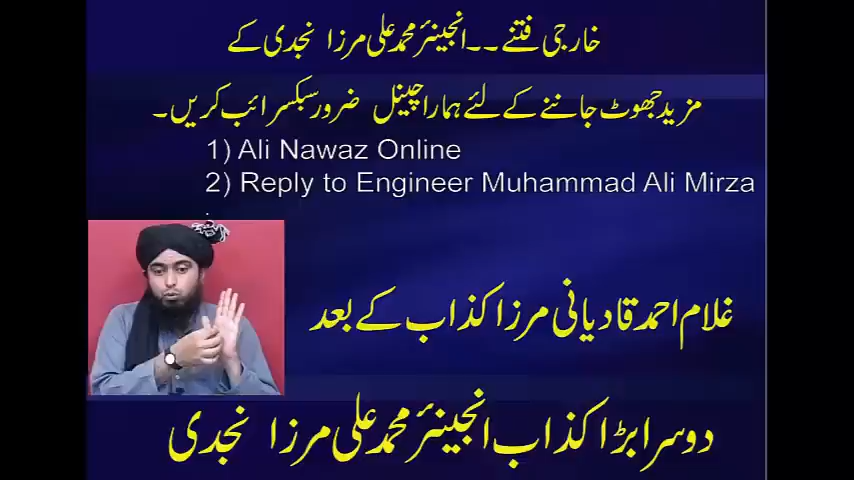 خارجی فتنے ۔۔ انجینئر محمد علی مرزا نجدی کے
مزید جھوٹ جاننے کے لئے ہمارا چینل ضرور سبکسرائب کریں۔
1) Ali Nawaz Online
2) Reply to Engineer Muhammad Ali Mirza
غلام احمد قادیانی مرزا کذاب کے بعد
دوسرا بڑا کذاب انجینئر محمد علی مرزا نجدی